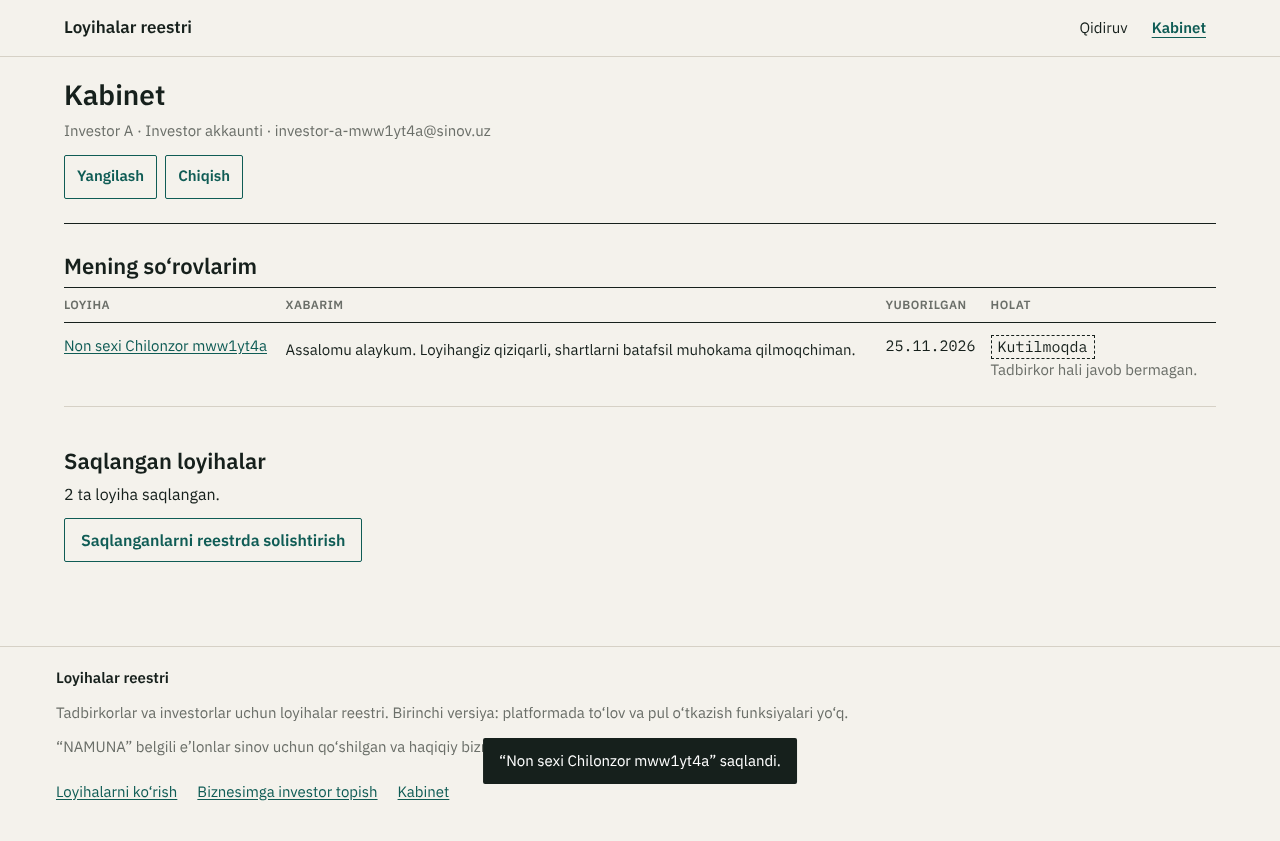 Loyihalar reestri
Qidiruv
Kabinet
Kabinet
Investor A · Investor akkaunti · investor-a-mww1yt4a@sinov.uz
Yangilash
Chiqish
Mening so‘rovlarim
LOYIHA
XABARIM
YUBORILGAN
HOLAT
Non sexi Chilonzor mww1yt4a
Assalomu alaykum. Loyihangiz qiziqarli, shartlarni batafsil muhokama qilmoqchiman.
25.11.2026
Kutilmoqda
Tadbirkor hali javob bermagan.
Saqlangan loyihalar
2 ta loyiha saqlangan.
Saqlanganlarni reestrda solishtirish
Loyihalar reestri
Tadbirkorlar va investorlar uchun loyihalar reestri. Birinchi versiya: platformada to‘lov va pul o‘tkazish funksiyalari yo‘q.
“NAMUNA” belgili e’lonlar sinov uchun qo‘shilgan va haqiqiy
“Non sexi Chilonzor mww1yt4a” saqlandi.
Loyihalarni ko‘rish
Biznesimga investor topish
Kabinet